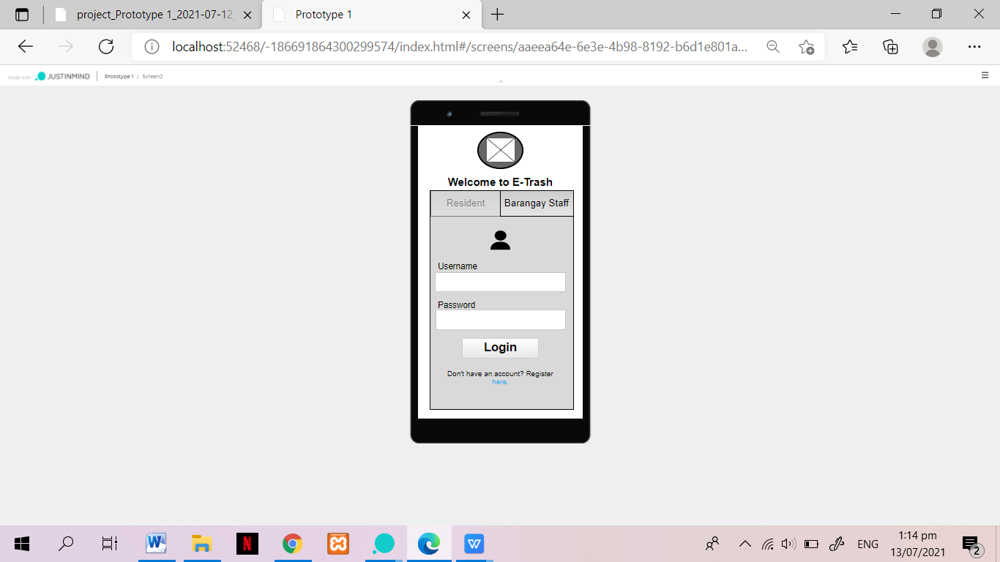 project_Prototype 1_2021-07-12_
Prototype 1
localhost:52468/-186691864300299574/index.html#/screens/aaeea64e-6e3e-4b98-8192-b6d1e801a...
Made with JUSTINMIND
Prototype 1 / Screen2
Welcome to E-Trash
Resident
Barangay Staff
Username
Password
Login
Don't have an account? Register
here.
W
N
W
ENG
1:14 pm
13/07/2021
2